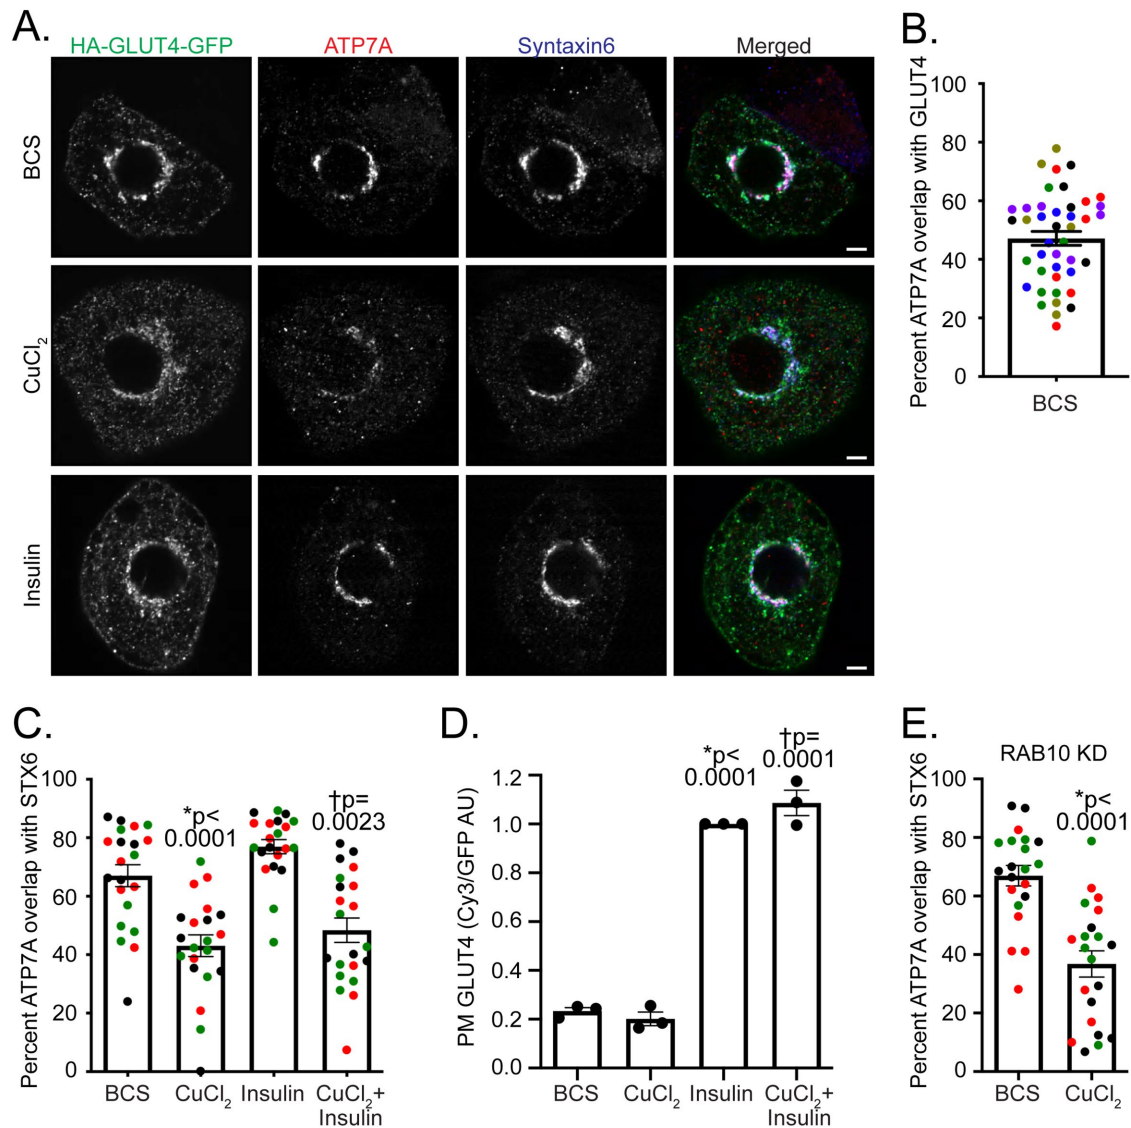 A.
HA-GLUT4-GFP
ATP7A
Syntaxin6
Merged
BCS
CuCl2
Insulin
B.
Percent ATP7A overlap with GLUT4
100
80
60
40
20
0
BCS
C.
Percent ATP7A overlap with STX6
100
80
60
40
20
0
*p<
0.0001
†p=
0.0023
BCS
CuCl2
Insulin
CuCl2+
Insulin
D.
PM GLUT4 (Cy3/GFP AU)
1.2
1.0
0.8
0.6
0.4
0.2
0.0
*p<
0.0001
†p=
0.0001
BCS
CuCl2
Insulin
CuCl2+
Insulin
E.
RAB10 KD
Percent ATP7A overlap with STX6
100
80
60
40
20
0
*p<
0.0001
BCS
CuCl2